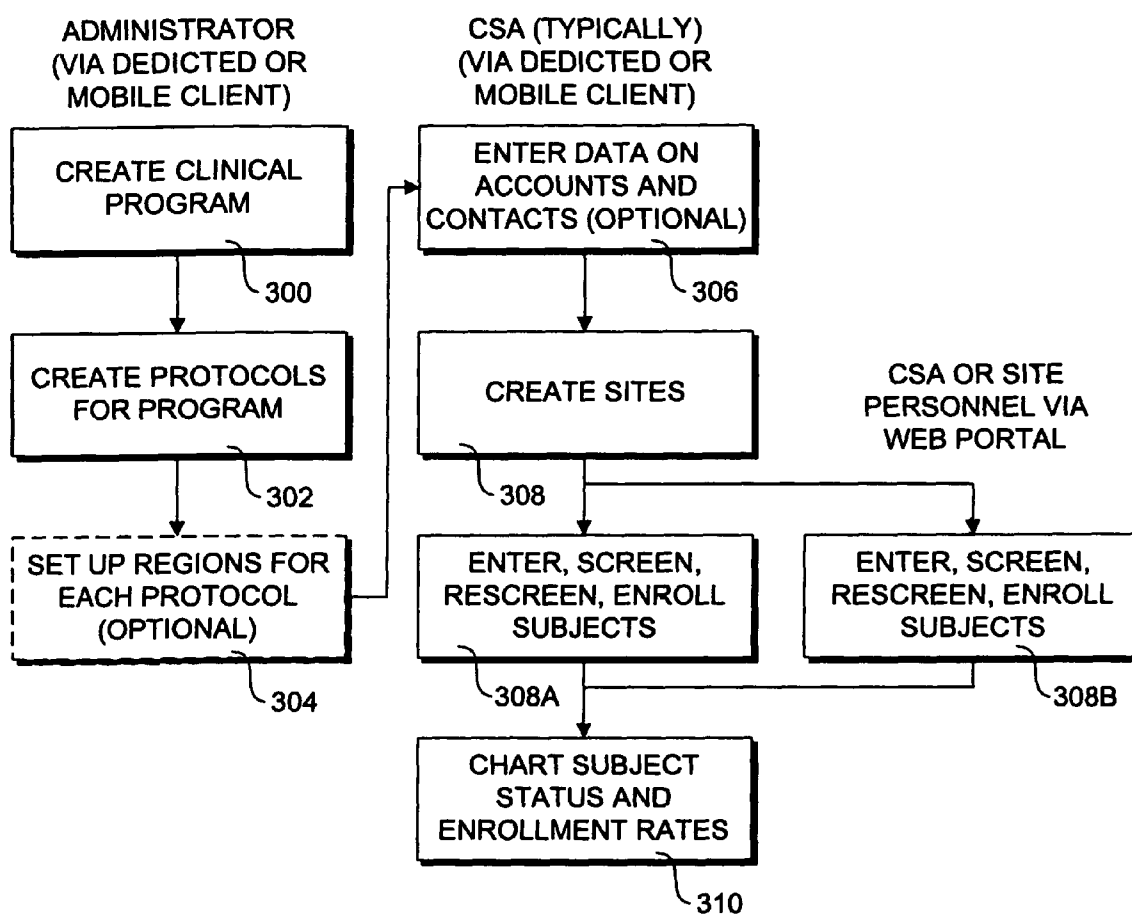 ADMINISTRATOR
(VIA DEDICTED OR
MOBILE CLIENT)
CREATE CLINICAL
PROGRAM
300
CREATE PROTOCOLS
FOR PROGRAM
302
SET UP REGIONS FOR
EACH PROTOCOL
(OPTIONAL)
304
CSA (TYPICALLY)
(VIA DEDICTED OR
MOBILE CLIENT)
ENTER DATA ON
ACCOUNTS AND
CONTACTS (OPTIONAL)
306
CREATE SITES
308
ENTER, SCREEN,
RESCREEN, ENROLL
SUBJECTS
308A
CSA OR SITE
PERSONNEL VIA
WEB PORTAL
ENTER, SCREEN,
RESCREEN, ENROLL
SUBJECTS
308B
CHART SUBJECT
STATUS AND
ENROLLMENT RATES
310